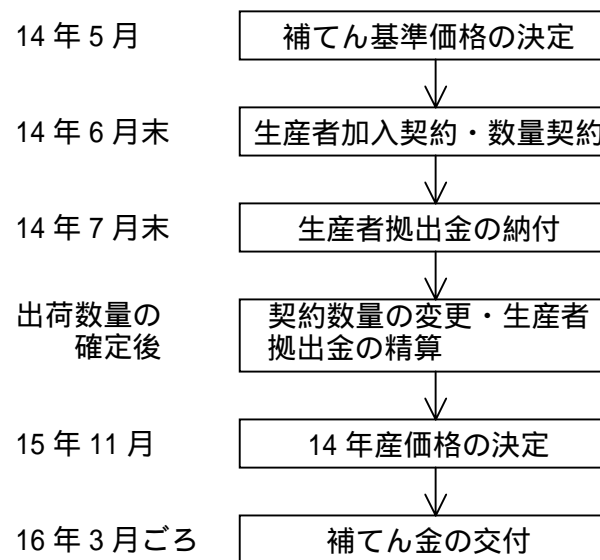 14 年 5 月 補てん基準価格の決定
14 年 6 月末 生産者加入契約・数量契約
14 年 7 月末 生産者拠出金の納付
出荷数量の 契約数量の変更・生産者
確定後 拠出金の精算
15 年 11 月 14 年産価格の決定
16 年 3 月ごろ 補てん金の交付